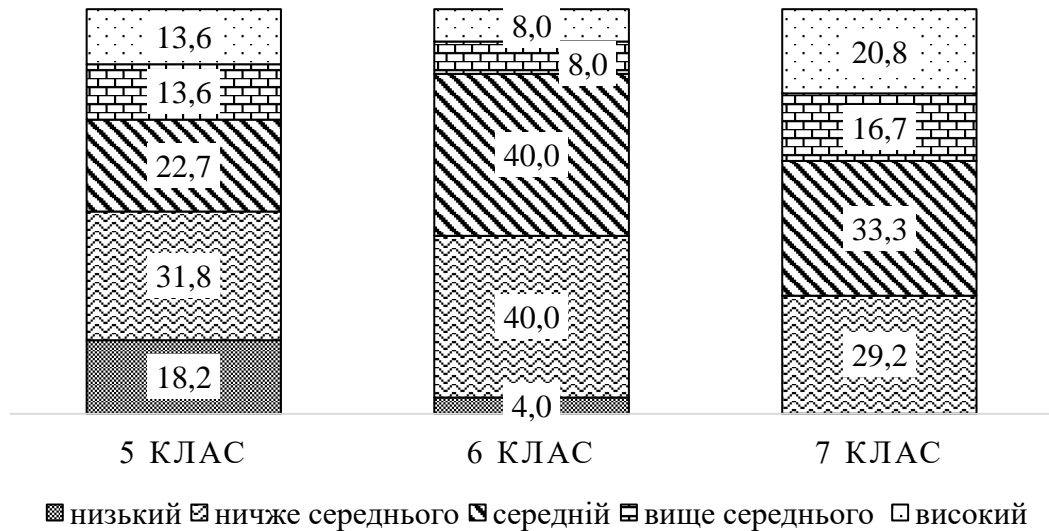 13,6 8,0 20,8
13,6 8,0 16,7
22,7 40,0 33,3
31,8 40,0 29,2
18,2 4,0
5 КЛАС 6 КЛАС 7 КЛАС
низький ничже середнього середній вище середнього високий